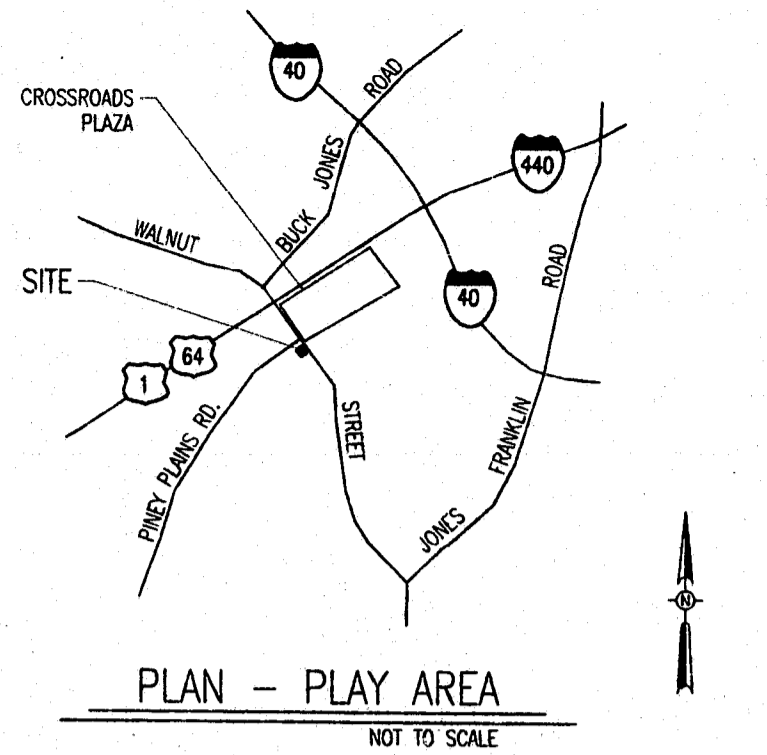 40
ROAD
CROSSROADS
PLAZA
JONES
440
WALNUT
BUCK
SITE
ROAD
40
64
1
STREET
PINEY PLAINS RD.
FRANKLIN
JONES
N
PLAN - PLAY AREA
NOT TO SCALE